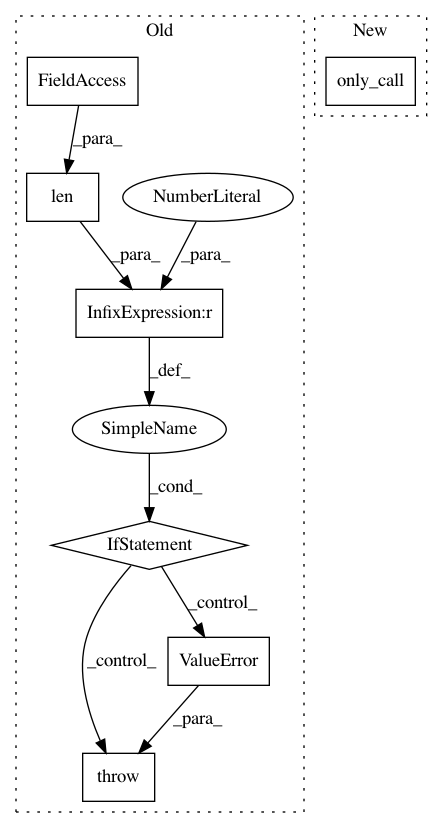 Old
New
FieldAccess
only_call
_para_
len
NumberLiteral
_para_
_para_
InfixExpression:r
_def_
SimpleName
_cond_
IfStatement
_control_
_control_
ValueError
_para_
throw